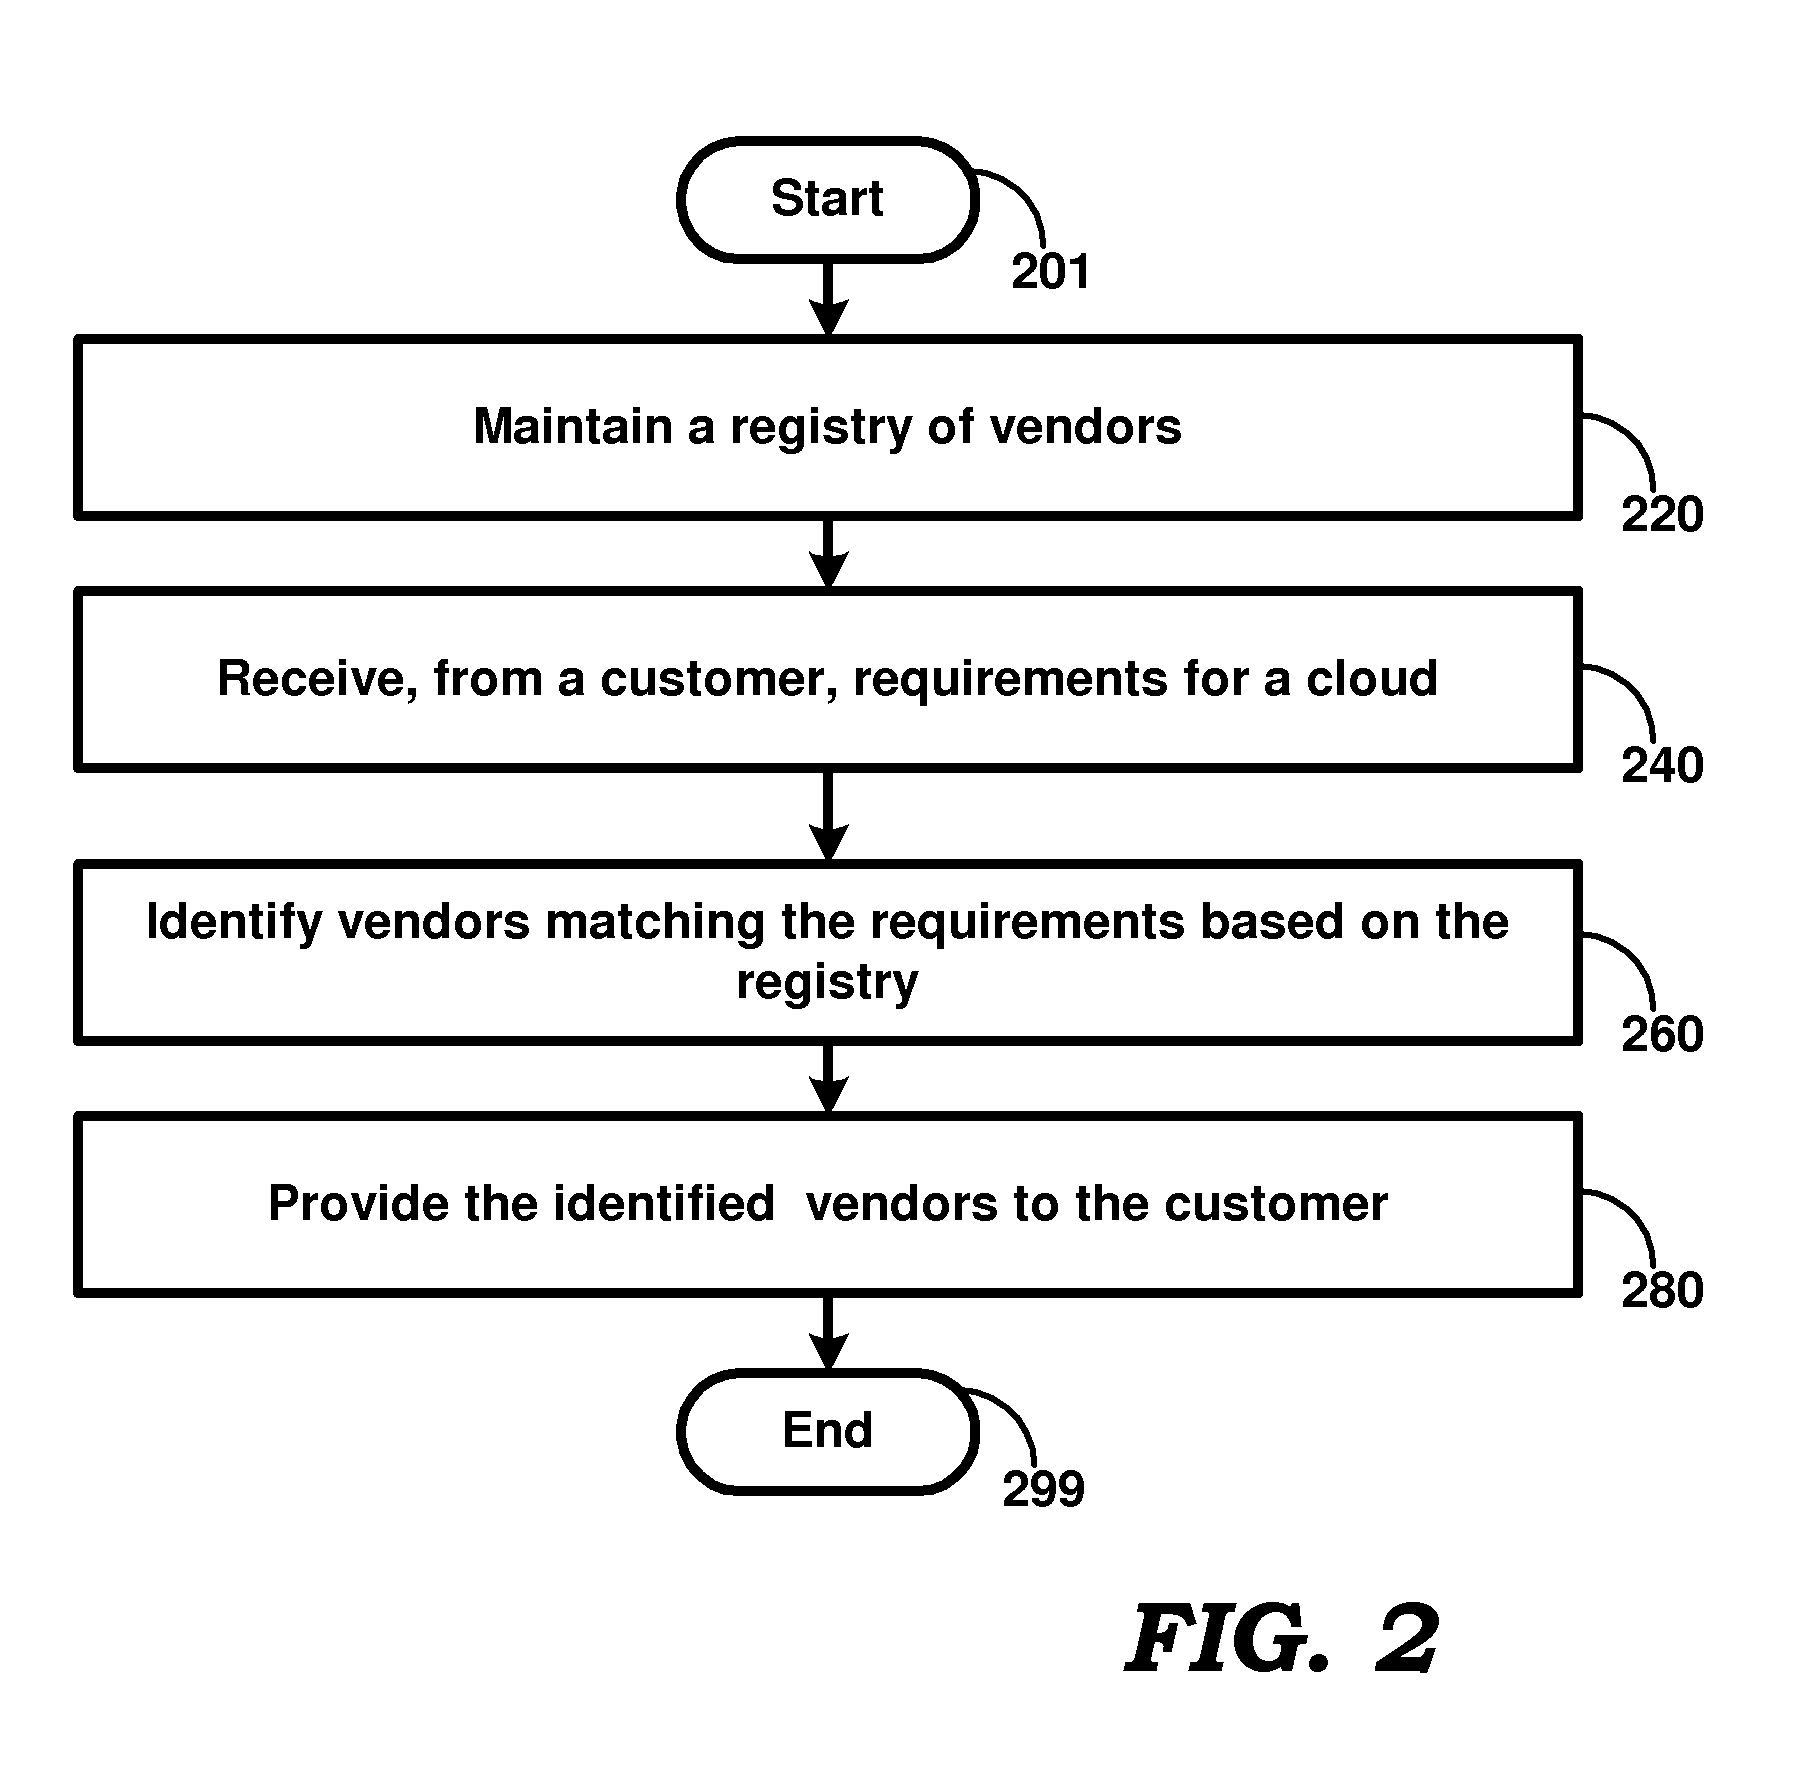 Start
201
Maintain a registry of vendors
220
Receive, from a customer, requirements for a cloud
240
Identify vendors matching the requirements based on the
registry
260
Provide the identified  vendors to the customer
280
End
299
FIG. 2